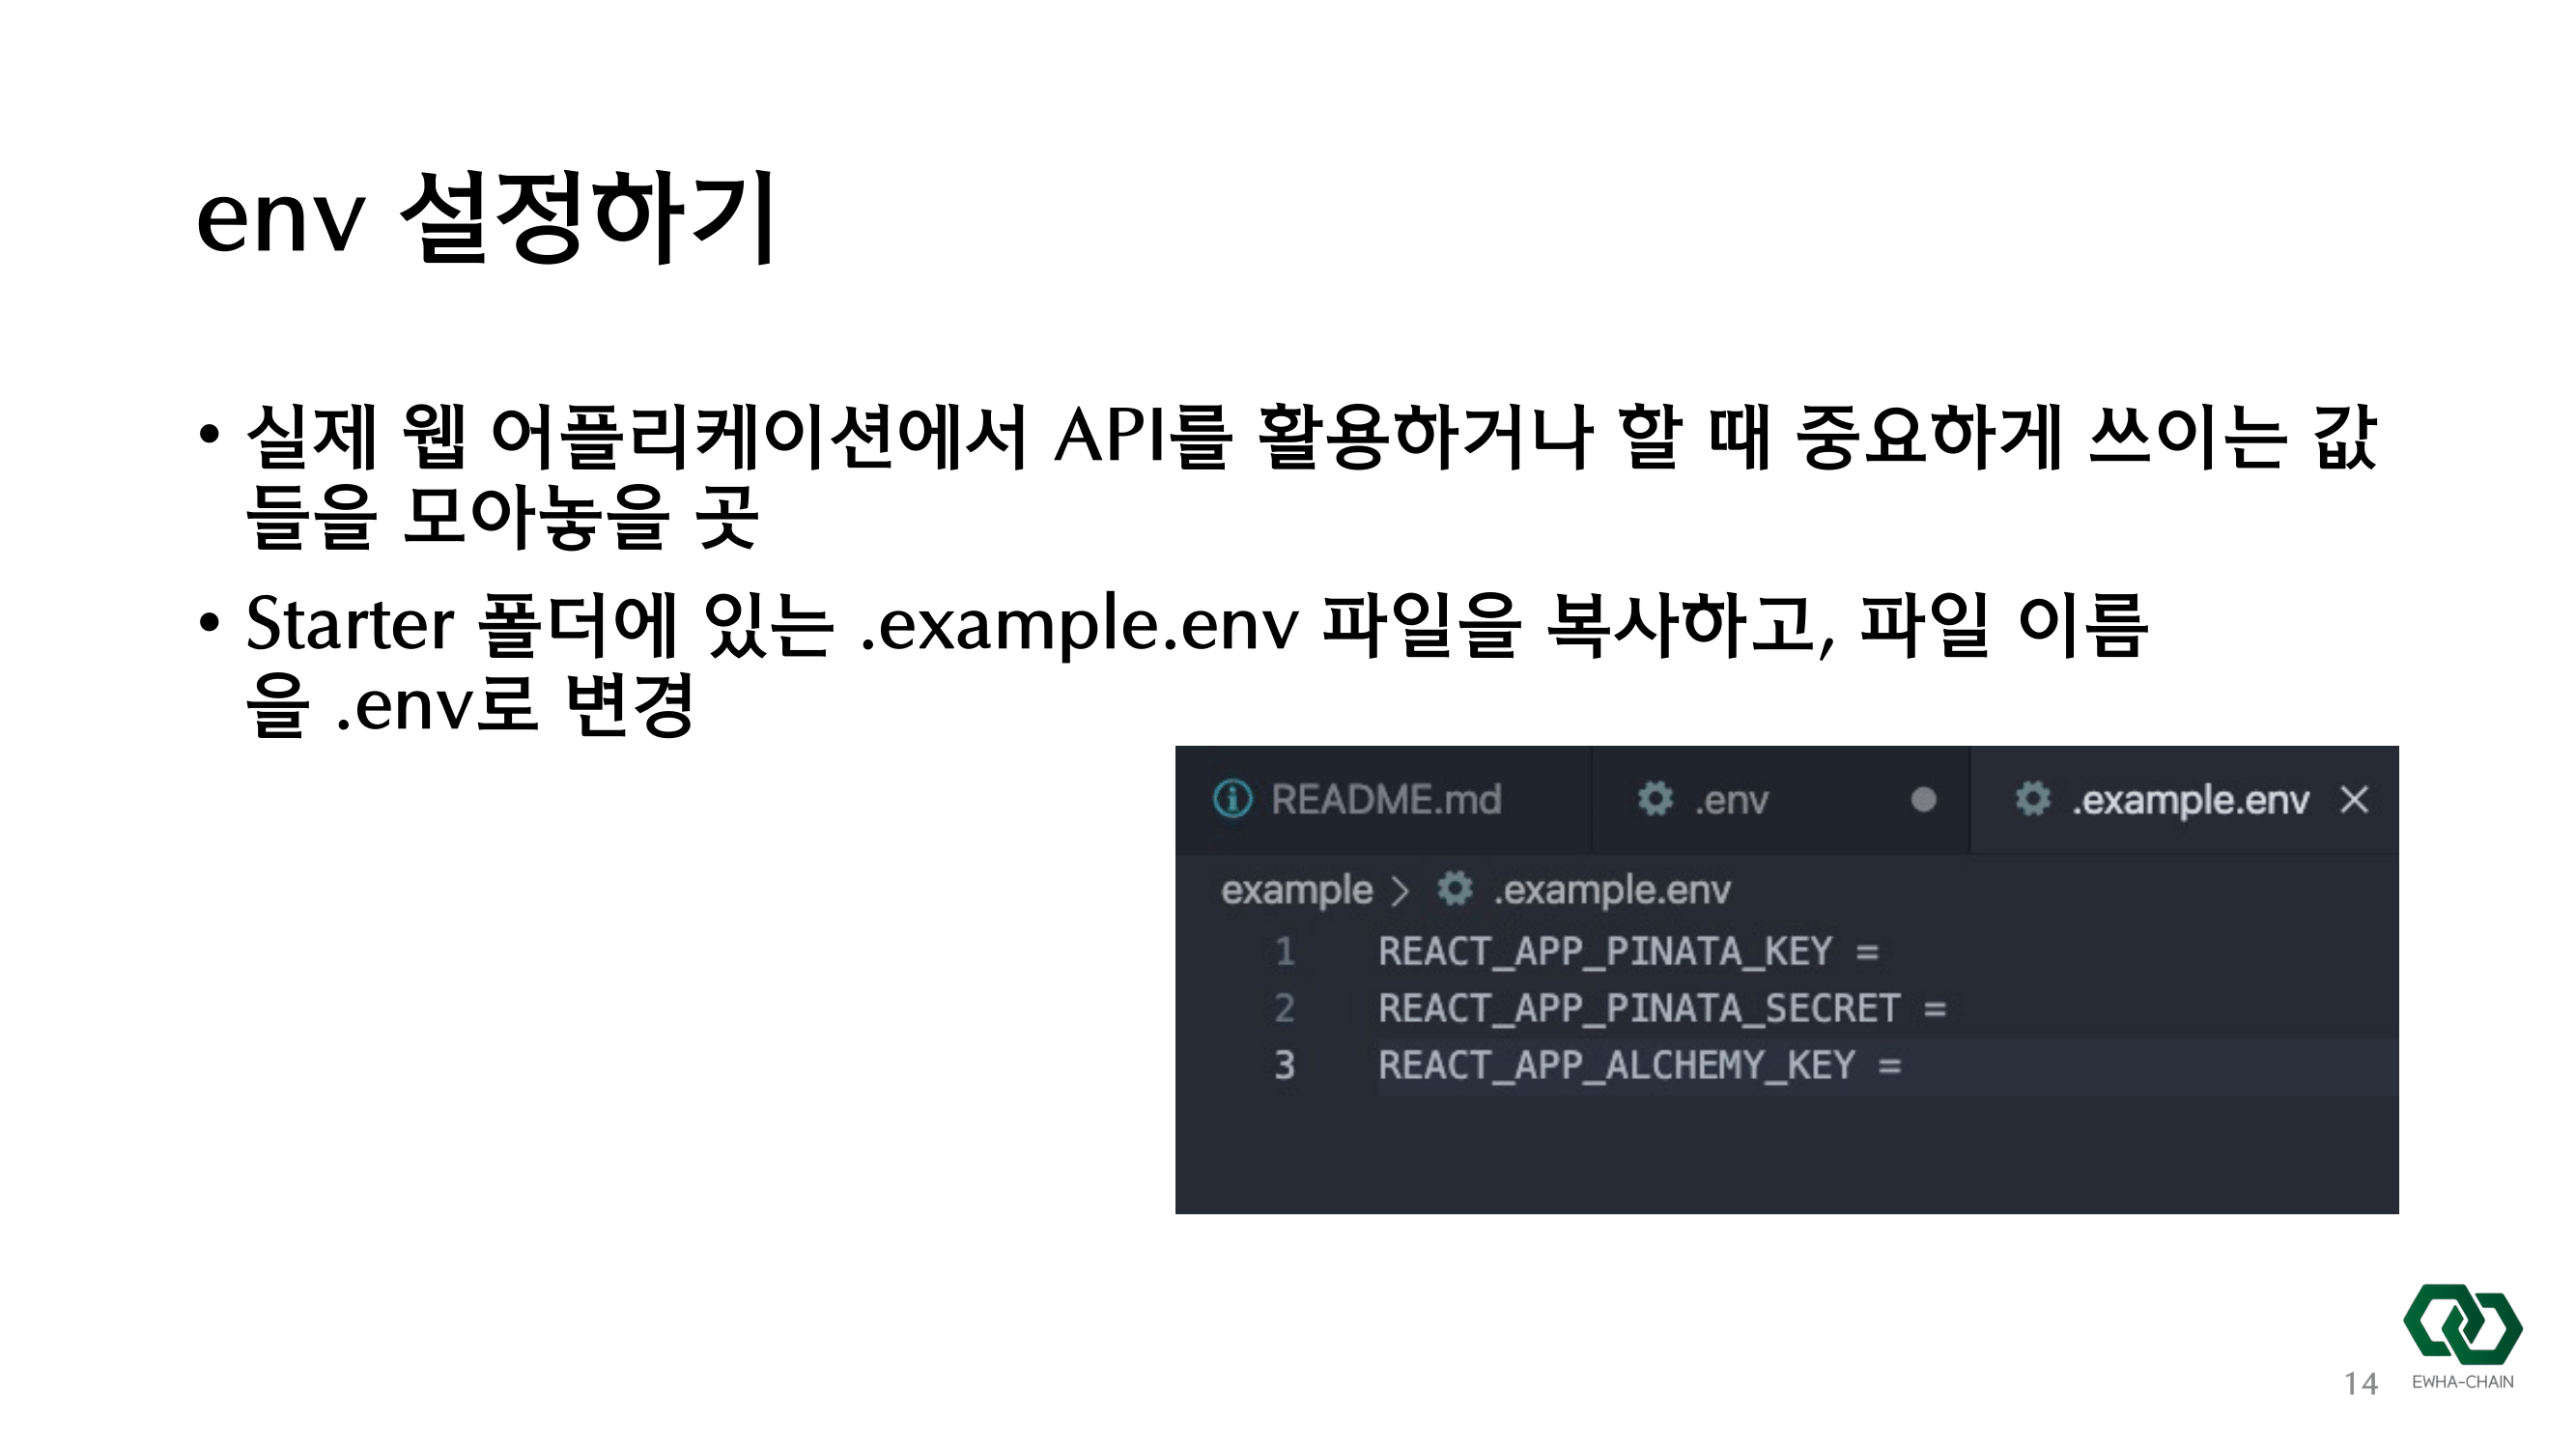 env 설정하기
• 실제 웹 어플리케이션에서 API를 활용하거나 할 때 중요하게 쓰이는 값
들을 모아놓을 곳
• Starter 폴더에 있는 .example.env 파일을 복사하고, 파일 이름
을 .env로 변경
README.md .env .example.env
example > .example.env
1 REACT_APP_PINATA_KEY =
2 REACT_APP_PINATA_SECRET =
3 REACT_APP_ALCHEMY_KEY =
14
EWHA-CHAIN